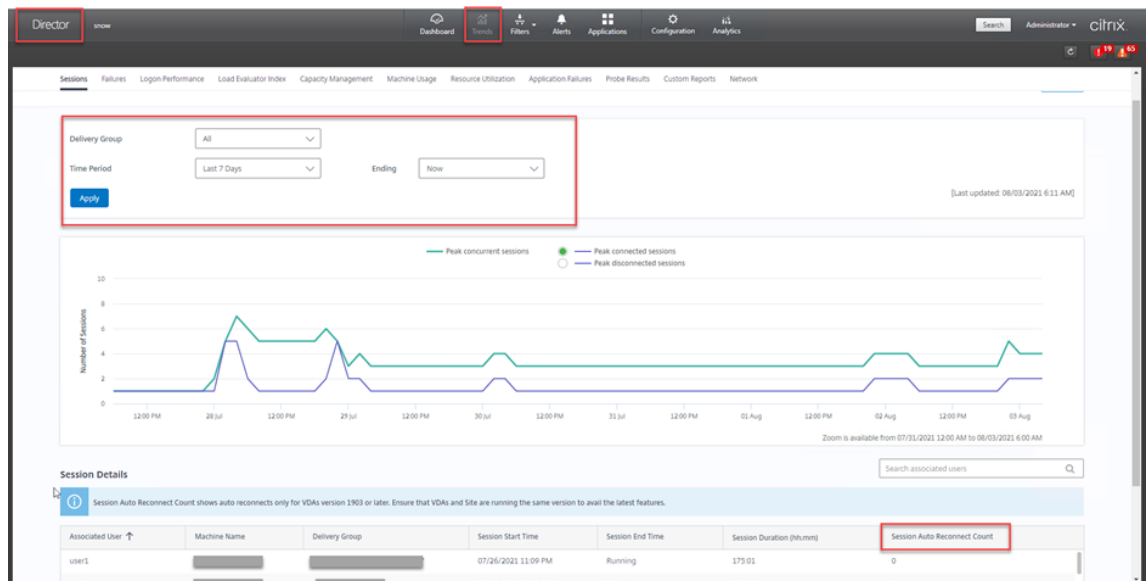 Director snow Dashboard Trends Filters Alerts Applications Configuration Analytics Search Administrator citrix
19 65
Sessions Failures Logon Performance Load Evaluator Index Capacity Management Machine Usage Resource Utilization Application Failures Probe Results Custom Reports Network
Delivery Group All
Time Period Last 7 Days Ending Now
Apply
[Last updated: 08/03/2021 6:11 AM]
Peak concurrent sessions Peak connected sessions
Peak disconnected sessions
Number of Sessions
10
8
6
4
2
0
12:00 PM 28 Jul 12:00 PM 29 Jul 12:00 PM 30 Jul 12:00 PM 31 Jul 12:00 PM 01 Aug 12:00 PM 02 Aug 12:00 PM 03 Aug
Zoom is available from 07/31/2021 12:00 AM to 08/03/2021 6:00 AM
Session Details Search associated users
Session Auto Reconnect Count shows auto reconnects only for VDAs version 1903 or later. Ensure that VDAs and Site are running the same version to avail the latest features.
Associated User Machine Name Delivery Group Session Start Time Session End Time Session Duration (hh:mm) Session Auto Reconnect Count
user1 07/26/2021 11:09 PM Running 175:01 0